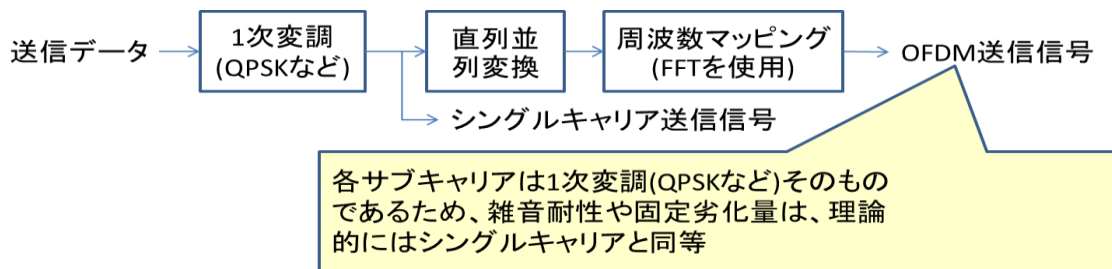 送信データ
1次変調
(QPSKなど)
直列並
列変換
周波数マッピング
(FFTを使用)
OFDM送信信号
シングルキャリア送信信号
各サブキャリアは1次変調(QPSKなど)そのもの
であるため、雑音耐性や固定劣化量は、理論
的にはシングルキャリアと同等